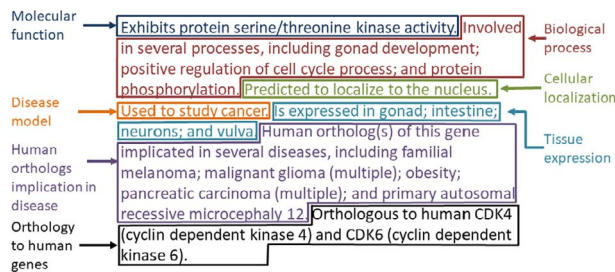 Molecular
function
Exhibits protein serine/threonine kinase activity. Involved
in several processes, including gonad development;
positive regulation of cell cycle process; and protein
phosphorylation. Predicted to localize to the nucleus.
Biological
process
Cellular
localization
Disease
model
Used to study cancer. Is expressed in gonad; intestine;
neurons; and vulva. Human ortholog(s) of this gene
implicated in several diseases, including familial
melanoma; malignant glioma (multiple); obesity;
pancreatic carcinoma (multiple); and primary autosomal
recessive microcephaly 12. Orthologous to human CDK4
(cyclin dependent kinase 4) and CDK6 (cyclin dependent
kinase 6).
Tissue
expression
Human
orthologs
implication in
disease
Orthology
to human
genes